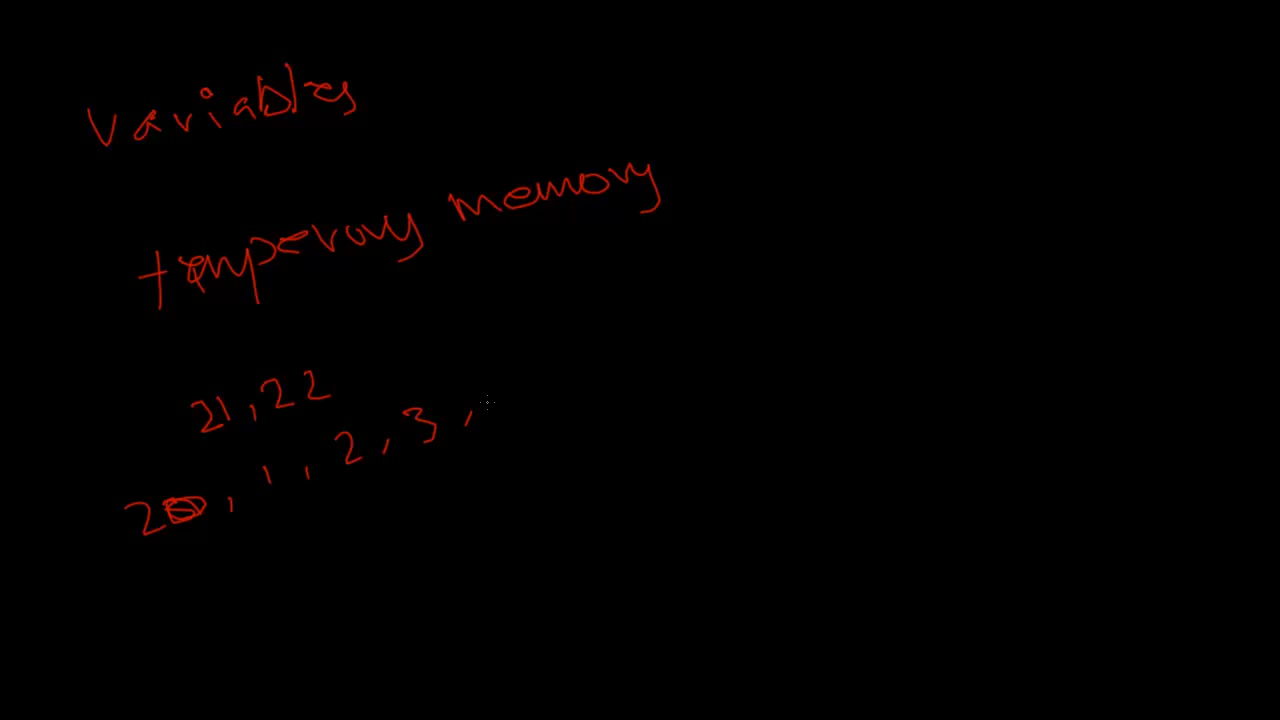 variables
temperory memory
21, 22
20, 1, 2, 3,